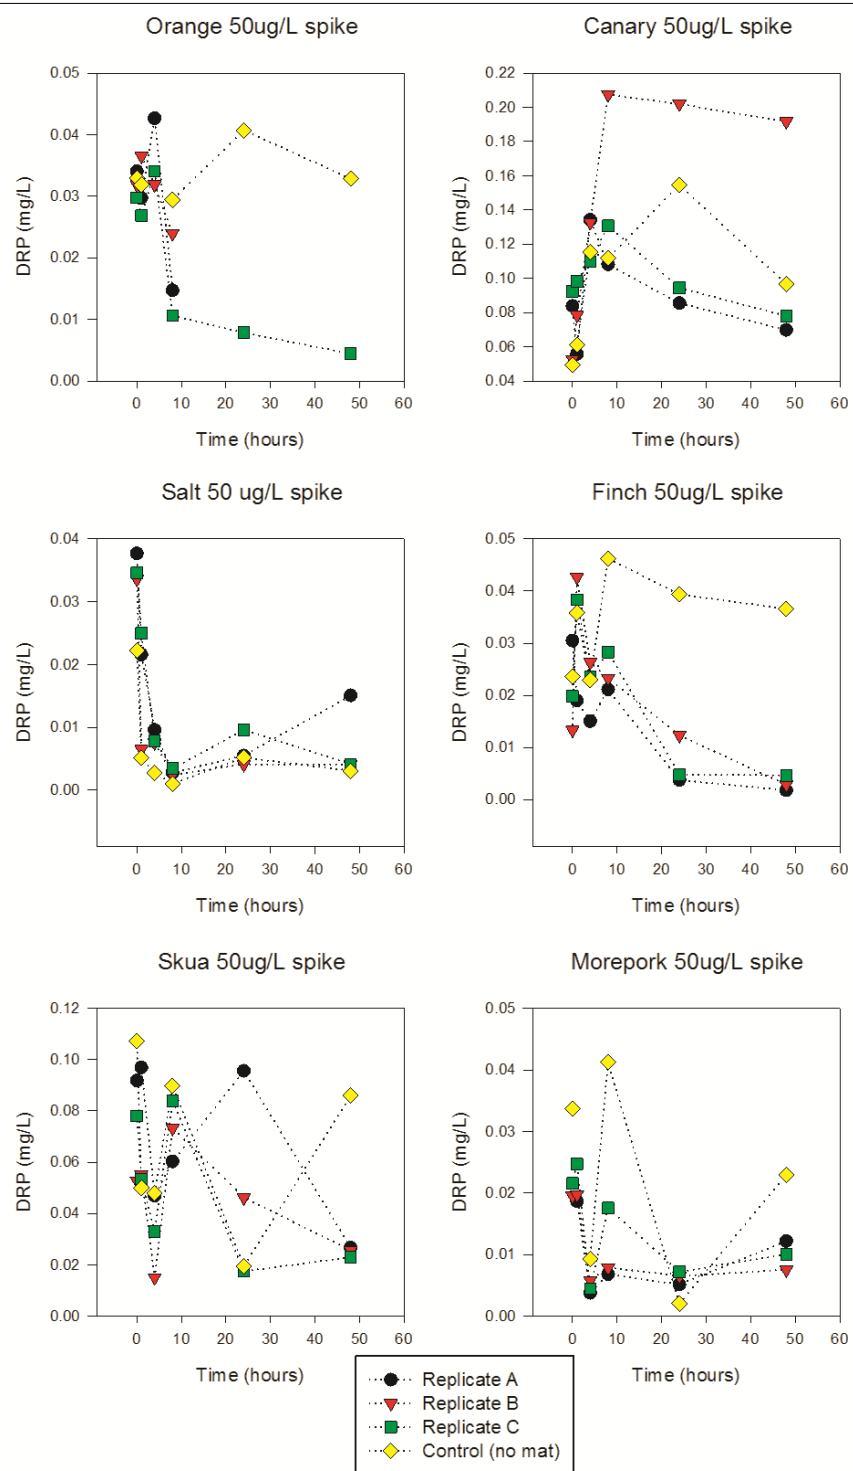 Orange 50ug/L spike
DRP (mg/L)
0.05
0.04
0.03
0.02
0.01
0.00
0 10 20 30 40 50 60
Time (hours)
Canary 50ug/L spike
DRP (mg/L)
0.22
0.20
0.18
0.16
0.14
0.12
0.10
0.08
0.06
0.04
0 10 20 30 40 50 60
Time (hours)
Salt 50 ug/L spike
DRP (mg/L)
0.04
0.03
0.02
0.01
0.00
0 10 20 30 40 50 60
Time (hours)
Finch 50ug/L spike
DRP (mg/L)
0.05
0.04
0.03
0.02
0.01
0.00
0 10 20 30 40 50 60
Time (hours)
Skua 50ug/L spike
DRP (mg/L)
0.12
0.10
0.08
0.06
0.04
0.02
0.00
0 10 20 30 40 50 60
Time (hours)
Morepork 50ug/L spike
DRP (mg/L)
0.05
0.04
0.03
0.02
0.01
0.00
0 10 20 30 40 50 60
Time (hours)
Replicate A
Replicate B
Replicate C
Control (no mat)